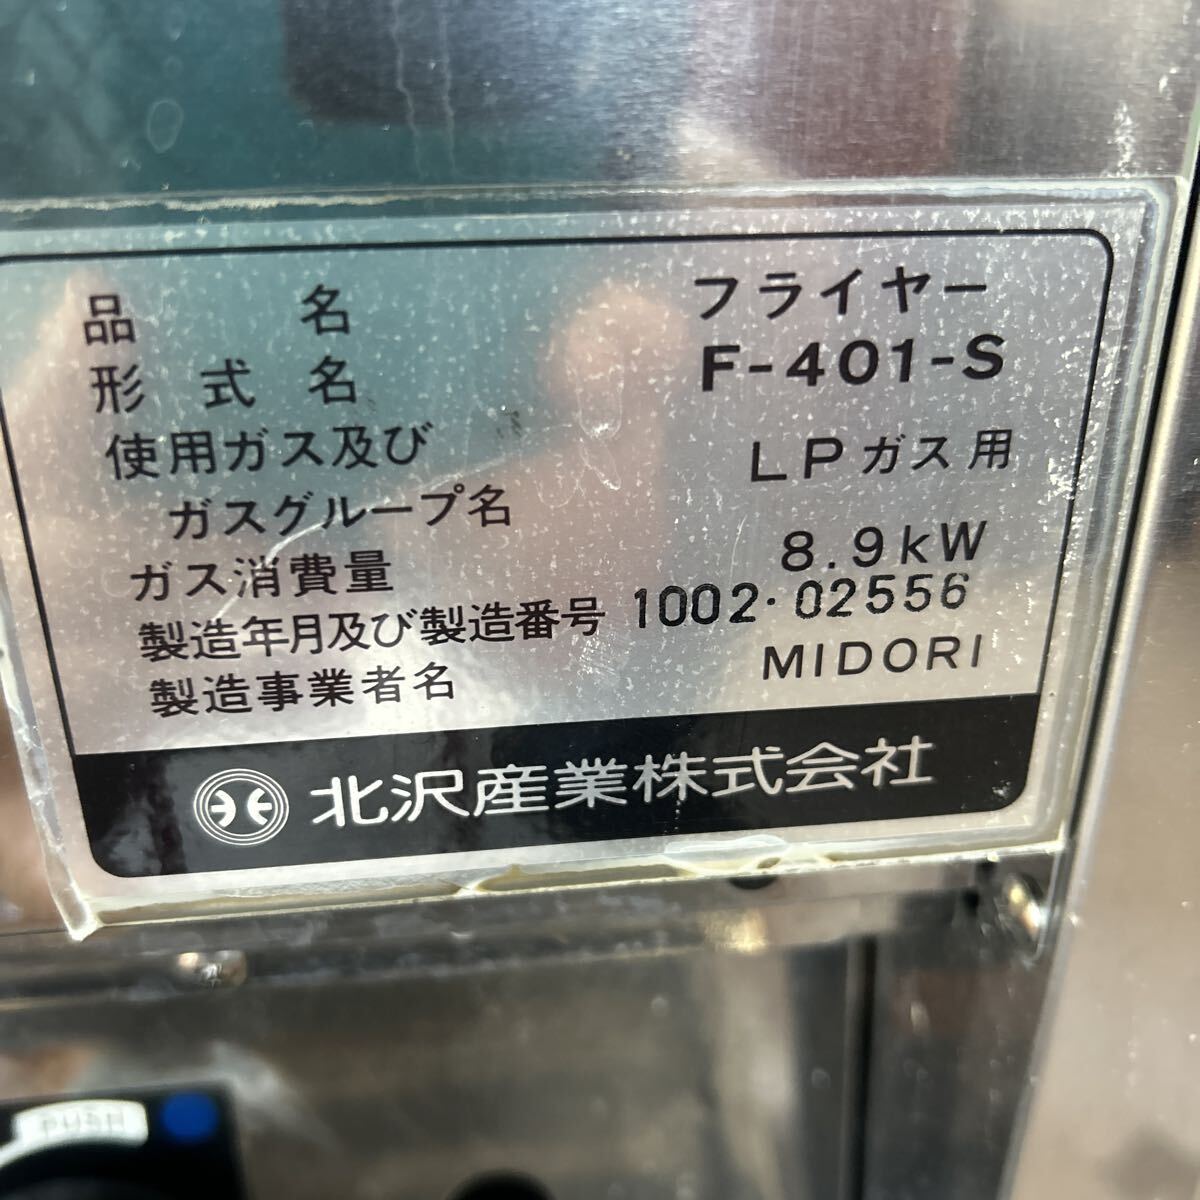 品名 フライヤー
形式名 F-401-S
使用ガス及び
ガスグループ名 LPガス用
ガス消費量 8.9kW
製造年月及び製造番号 1002・02556
製造事業者名 MIDORI
北沢産業株式会社
PUSH